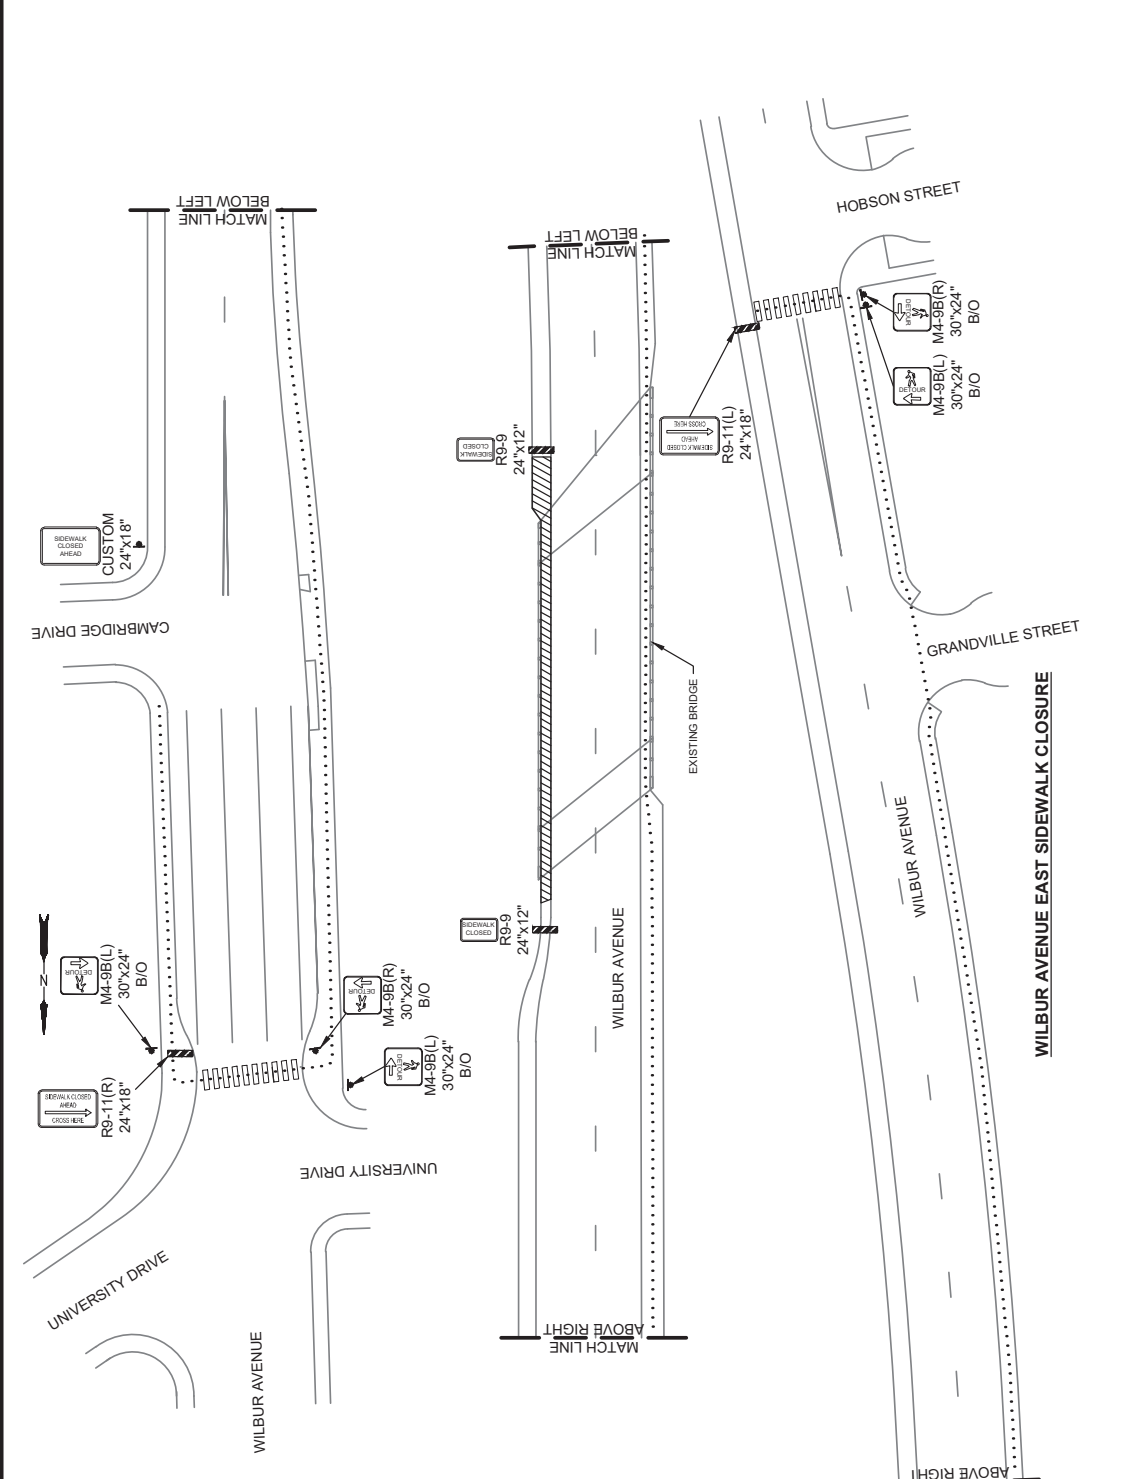 MATCH LINE
BELOW LEFT
SIDEWALK
CLOSED
AHEAD
CUSTOM
24"x18"
CAMBRIDGE DRIVE
N
DETOUR
M4-9B(L)
30"x24"
B/O
SIDEWALK CLOSED
AHEAD
CROSS HERE
R9-11(R)
24"x18"
DETOUR
M4-9B(R)
30"x24"
B/O
DETOUR
M4-9B(L)
30"x24"
B/O
UNIVERSITY DRIVE
UNIVERSITY DRIVE
WILBUR AVENUE
MATCH LINE
BELOW LEFT
SIDEWALK
CLOSED
R9-9
24"x12"
EXISTING BRIDGE
SIDEWALK
CLOSED
R9-9
24"x12"
WILBUR AVENUE
MATCH LINE
ABOVE RIGHT
HOBSON STREET
DETOUR
M4-9B(R)
30"x24"
B/O
DETOUR
M4-9B(L)
30"x24"
B/O
SIDEWALK CLOSED
AHEAD
CROSS HERE
R9-11(L)
24"x18"
GRANDVILLE STREET
WILBUR AVENUE
ABOVE RIGHT
WILBUR AVENUE EAST SIDEWALK CLOSURE